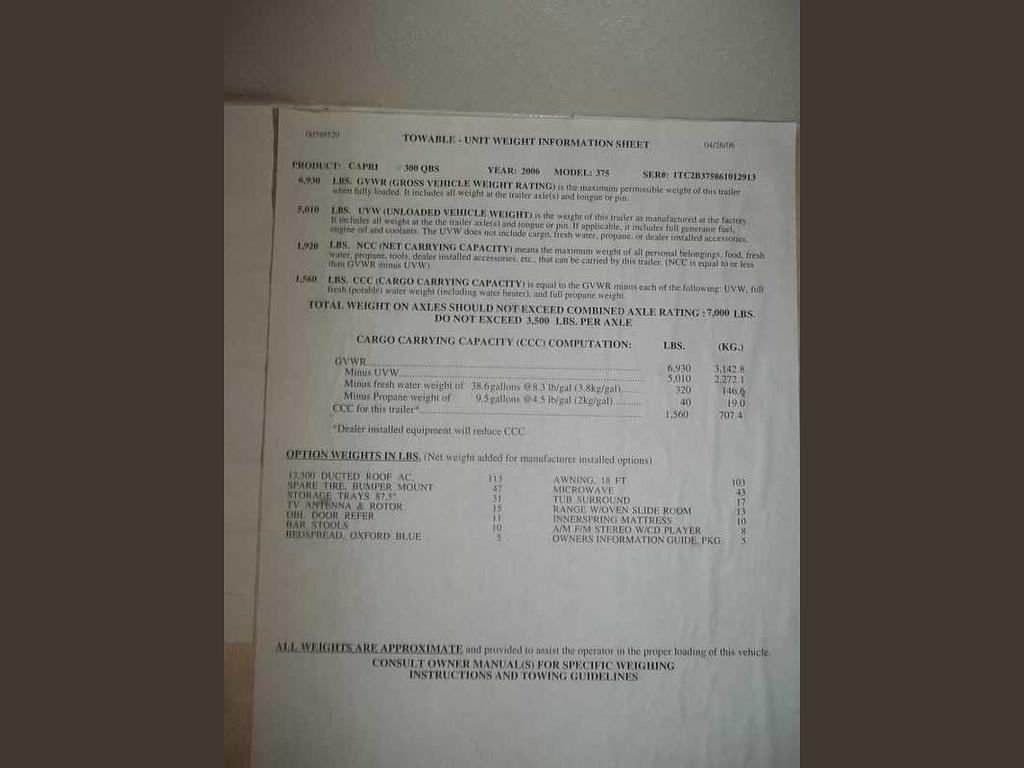 00799520
TOWABLE - UNIT WEIGHT INFORMATION SHEET
04/26/06
PRODUCT: CAPRI 300 QBS YEAR: 2006 MODEL: 375 SER#: 1TC2B375861012913
6,930 LBS. GVWR (GROSS VEHICLE WEIGHT RATING) is the maximum permissible weight of this trailer
when fully loaded. It includes all weight at the trailer axle(s) and tongue or pin.
5,010 LBS. UVW (UNLOADED VEHICLE WEIGHT) is the weight of this trailer as manufactured at the factory.
It includes all weight at the the trailer axle(s) and tongue or pin. If applicable, it includes full generator fuel,
engine oil and coolants. The UVW does not include cargo, fresh water, propane, or dealer installed accessories.
1,920 LBS. NCC (NET CARRYING CAPACITY) means the maximum weight of all personal belongings, food, fresh
water, propane, tools, dealer installed accessories, etc., that can be carried by this trailer. (NCC is equal to or less
than GVWR minus UVW)
1,560 LBS. CCC (CARGO CARRYING CAPACITY) is equal to the GVWR minus each of the following: UVW, full
fresh (potable) water weight (including water heater), and full propane weight.
TOTAL WEIGHT ON AXLES SHOULD NOT EXCEED COMBINED AXLE RATING : 7,000 LBS.
DO NOT EXCEED 3,500 LBS. PER AXLE
CARGO CARRYING CAPACITY (CCC) COMPUTATION: LBS. (KG.)
GVWR 6,930 3,142.8
Minus UVW 5,010 2,272.1
Minus fresh water weight of 38.6 gallons @8.3 lb/gal (3.8kg/gal) 320 146.6
Minus Propane weight of 9.5 gallons @4.5 lb/gal (2kg/gal) 40 19.0
CCC for this trailer* 1,560 707.4
*Dealer installed equipment will reduce CCC
OPTION WEIGHTS IN LBS. (Net weight added for manufacturer installed options)
13,500 DUCTED ROOF AC. 113 AWNING, 18 FT 103
SPARE TIRE, BUMPER MOUNT 47 MICROWAVE 43
STORAGE TRAYS 87.5" 31 TUB SURROUND 17
TV ANTENNA & ROTOR 15 RANGE W/OVEN SLIDE ROOM 13
DBL DOOR REFER 11 INNERSPRING MATTRESS 10
BAR STOOLS 10 A/M F/M STEREO W/CD PLAYER 8
BEDSPREAD, OXFORD BLUE 5 OWNERS INFORMATION GUIDE, PKG. 5
ALL WEIGHTS ARE APPROXIMATE and provided to assist the operator in the proper loading of this vehicle.
CONSULT OWNER MANUAL(S) FOR SPECIFIC WEIGHING
INSTRUCTIONS AND TOWING GUIDELINES